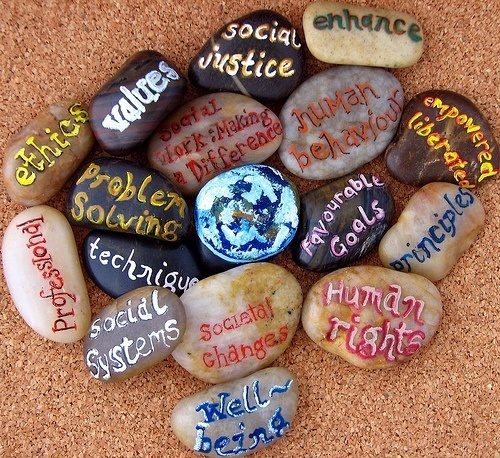 enhance
social
justice
values
Social
Work: Making
a Difference
human
behaviour
empowered
liberated
ethics
Problem
Solving
Favourable
Goals
principles
Professional
technique
Social
Systems
Societal
Changes
Human
rights
Well-
being